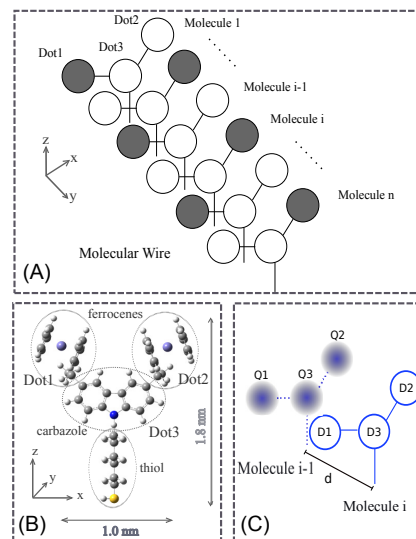 Dot2
Molecule 1
Dot1
Dot3
Molecule i-1
Molecule i
z
x
y
Molecule n
Molecular Wire
(A)
ferrocenes
Dot1
Dot2
carbazole
Dot3
thiol
1.8 nm
z
y
x
(B)
1.0 nm
Q2
Q1
Q3
D2
D1
D3
Molecule i-1
d
Molecule i
(C)